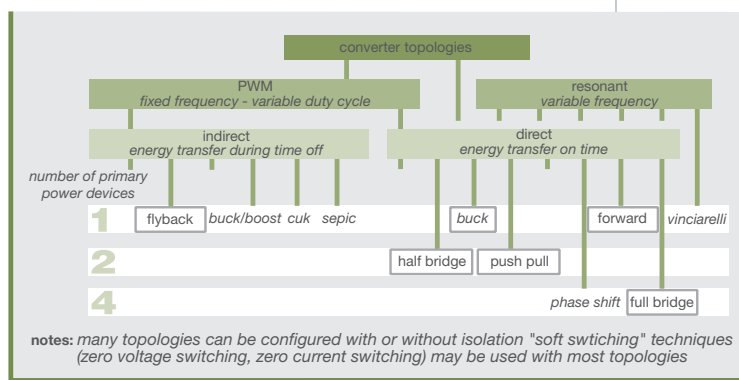 converter topologies
PWM
fixed frequency - variable duty cycle
resonant
variable frequency
indirect
energy transfer during time off
direct
energy transfer on time
number of primary
power devices
1 flyback buck/boost cuk sepic buck forward vinciarelli
2 half bridge push pull
4 phase shift full bridge
notes: many topologies can be configured with or without isolation "soft swtiching" techniques
(zero voltage switching, zero current switching) may be used with most topologies